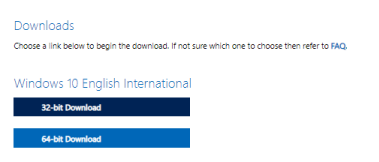 Downloads
Choose a link below to begin the download. If not sure which one to choose then refer to FAQ.
Windows 10 English International
32-bit Download
64-bit Download